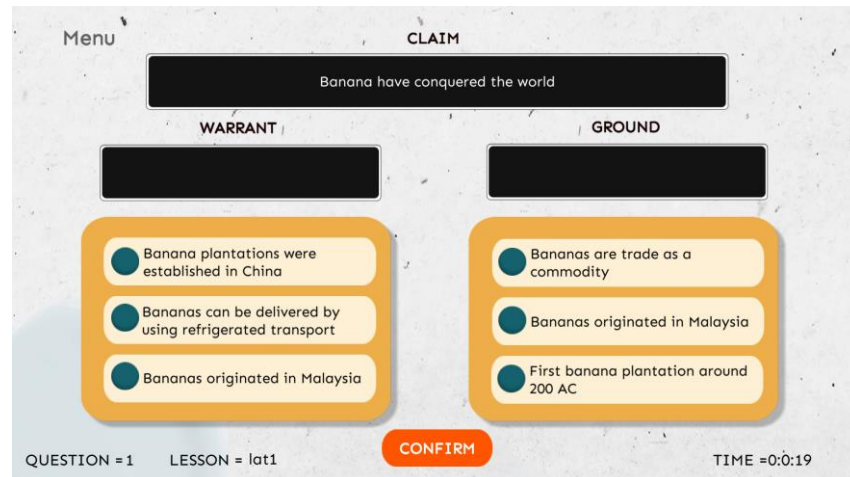 Menu
CLAIM
Banana have conquered the world
WARRANT
GROUND
Banana plantations were
established in China
Bananas can be delivered by
using refrigerated transport
Bananas originated in Malaysia
Bananas are trade as a
commodity
Bananas originated in Malaysia
First banana plantation around
200 AC
CONFIRM
QUESTION =1
LESSON = lat1
TIME =0:0:19